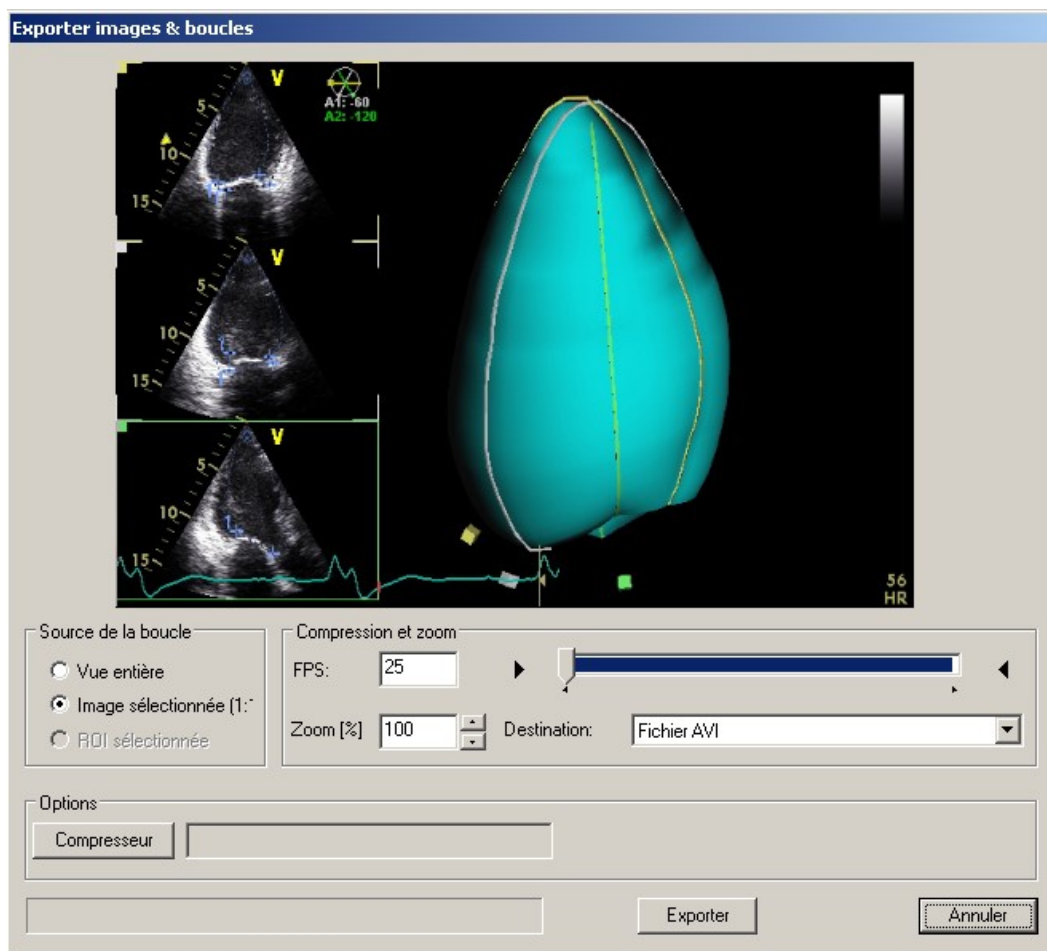 Exporter images & boucles
V
A1: -60
A2: -120
5
10
15
V
5
10
15
V
5
10
15
56
HR
Source de la boucle
Vue entière
Image sélectionnée (1:
ROI sélectionnée
Compression et zoom
FPS: 25
Zoom [%] 100 Destination: Fichier AVI
Options
Compresseur
Exporter Annuler